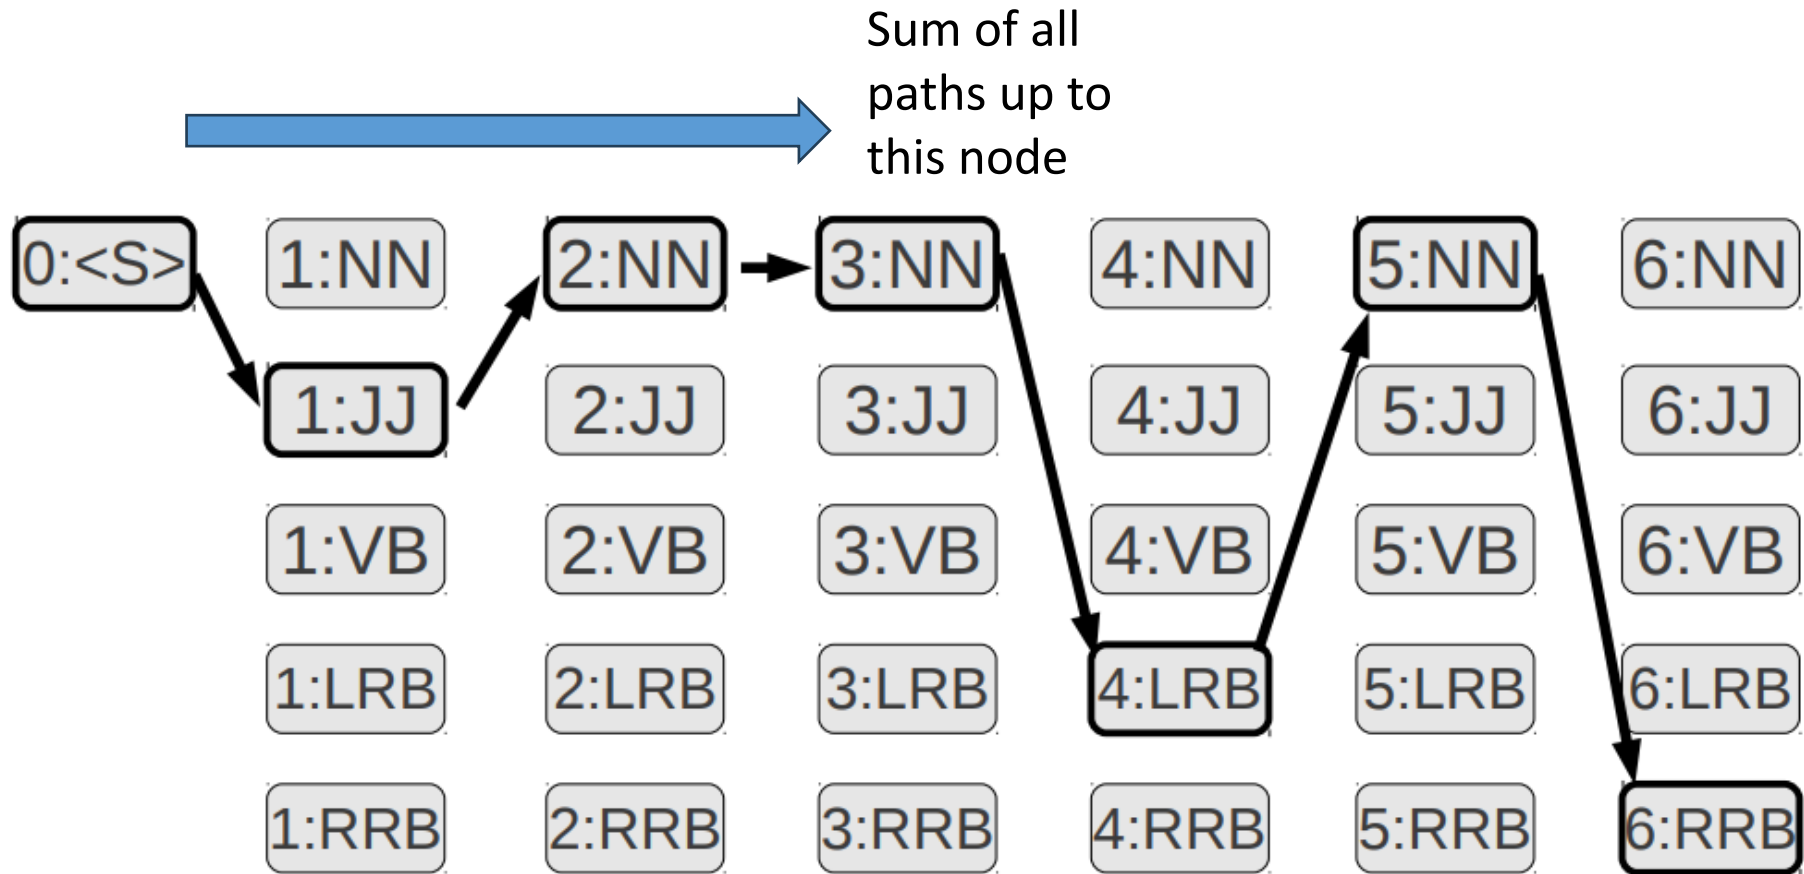 Sum of all
paths up to
this node
0:<S> 1:NN 2:NN 3:NN 4:NN 5:NN 6:NN
1:JJ 2:JJ 3:JJ 4:JJ 5:JJ 6:JJ
1:VB 2:VB 3:VB 4:VB 5:VB 6:VB
1:LRB 2:LRB 3:LRB 4:LRB 5:LRB 6:LRB
1:RRB 2:RRB 3:RRB 4:RRB 5:RRB 6:RRB